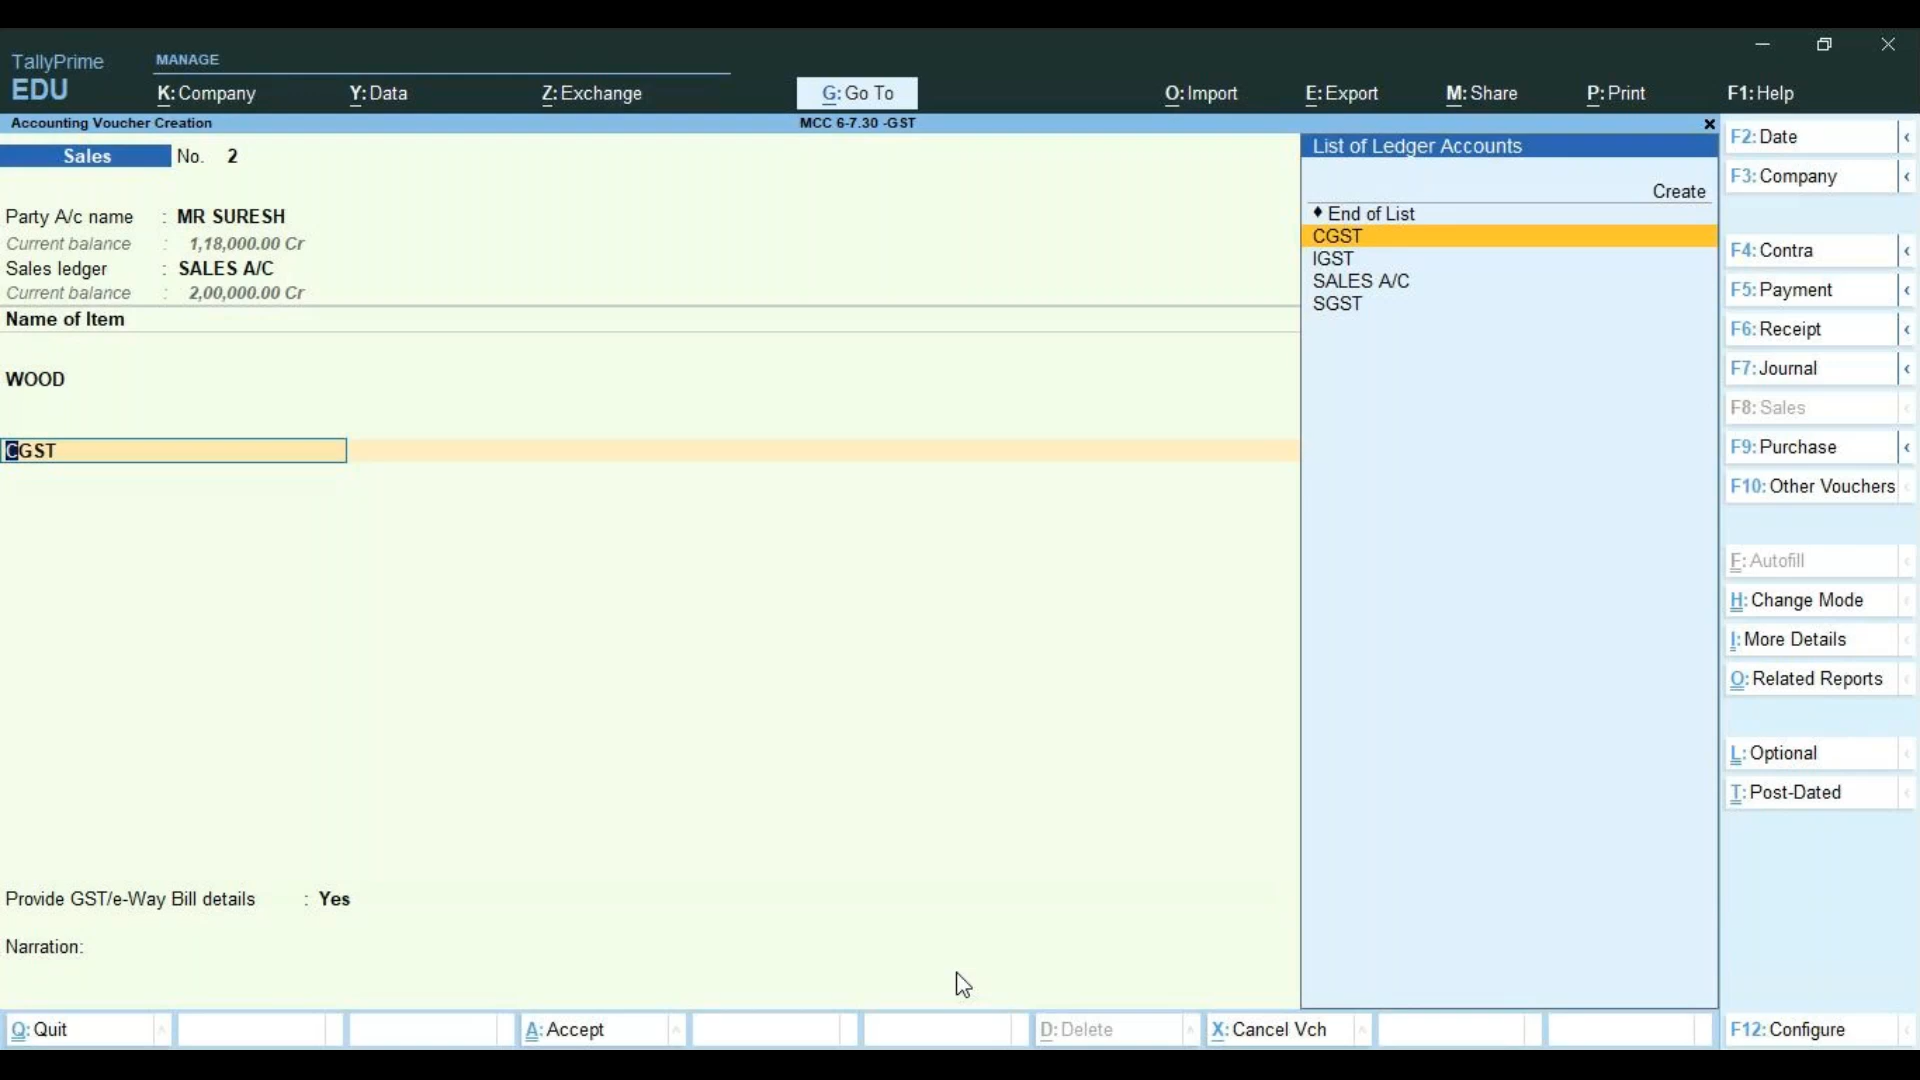 TallyPrime
EDU
MANAGE
K: Company
Y: Data
Z: Exchange
G: Go To
O: Import
E: Export
M: Share
P: Print
F1: Help
Accounting Voucher Creation
MCC 6-7.30 -GST
Sales No. 2
Party A/c name : MR SURESH
Current balance : 1,18,000.00 Cr
Sales ledger : SALES A/C
Current balance : 2,00,000.00 Cr
Name of Item
WOOD
CGST
Provide GST/e-Way Bill details : Yes
Narration:
List of Ledger Accounts
Create
♦ End of List
CGST
IGST
SALES A/C
SGST
F2: Date
F3: Company
F4: Contra
F5: Payment
F6: Receipt
F7: Journal
F8: Sales
F9: Purchase
F10: Other Vouchers
F: Autofill
H: Change Mode
I: More Details
O: Related Reports
L: Optional
T: Post-Dated
Q: Quit
A: Accept
D: Delete
X: Cancel Vch
F12: Configure